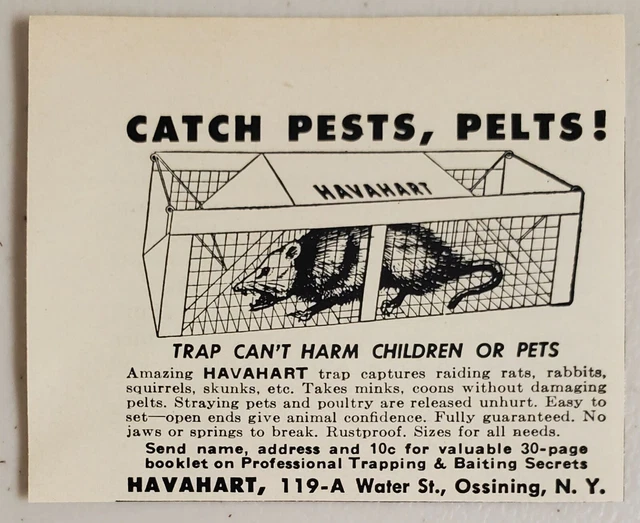 CATCH PESTS, PELTS!
HAVAHART
TRAP CAN'T HARM CHILDREN OR PETS
Amazing HAVAHART trap captures raiding rats, rabbits,
squirrels, skunks, etc. Takes minks, coons without damaging
pelts. Straying pets and poultry are released unhurt. Easy to
set—open ends give animal confidence. Fully guaranteed. No
jaws or springs to break. Rustproof. Sizes for all needs.
Send name, address and 10c for valuable 30-page
booklet on Professional Trapping & Baiting Secrets
HAVAHART, 119-A Water St., Ossining, N. Y.